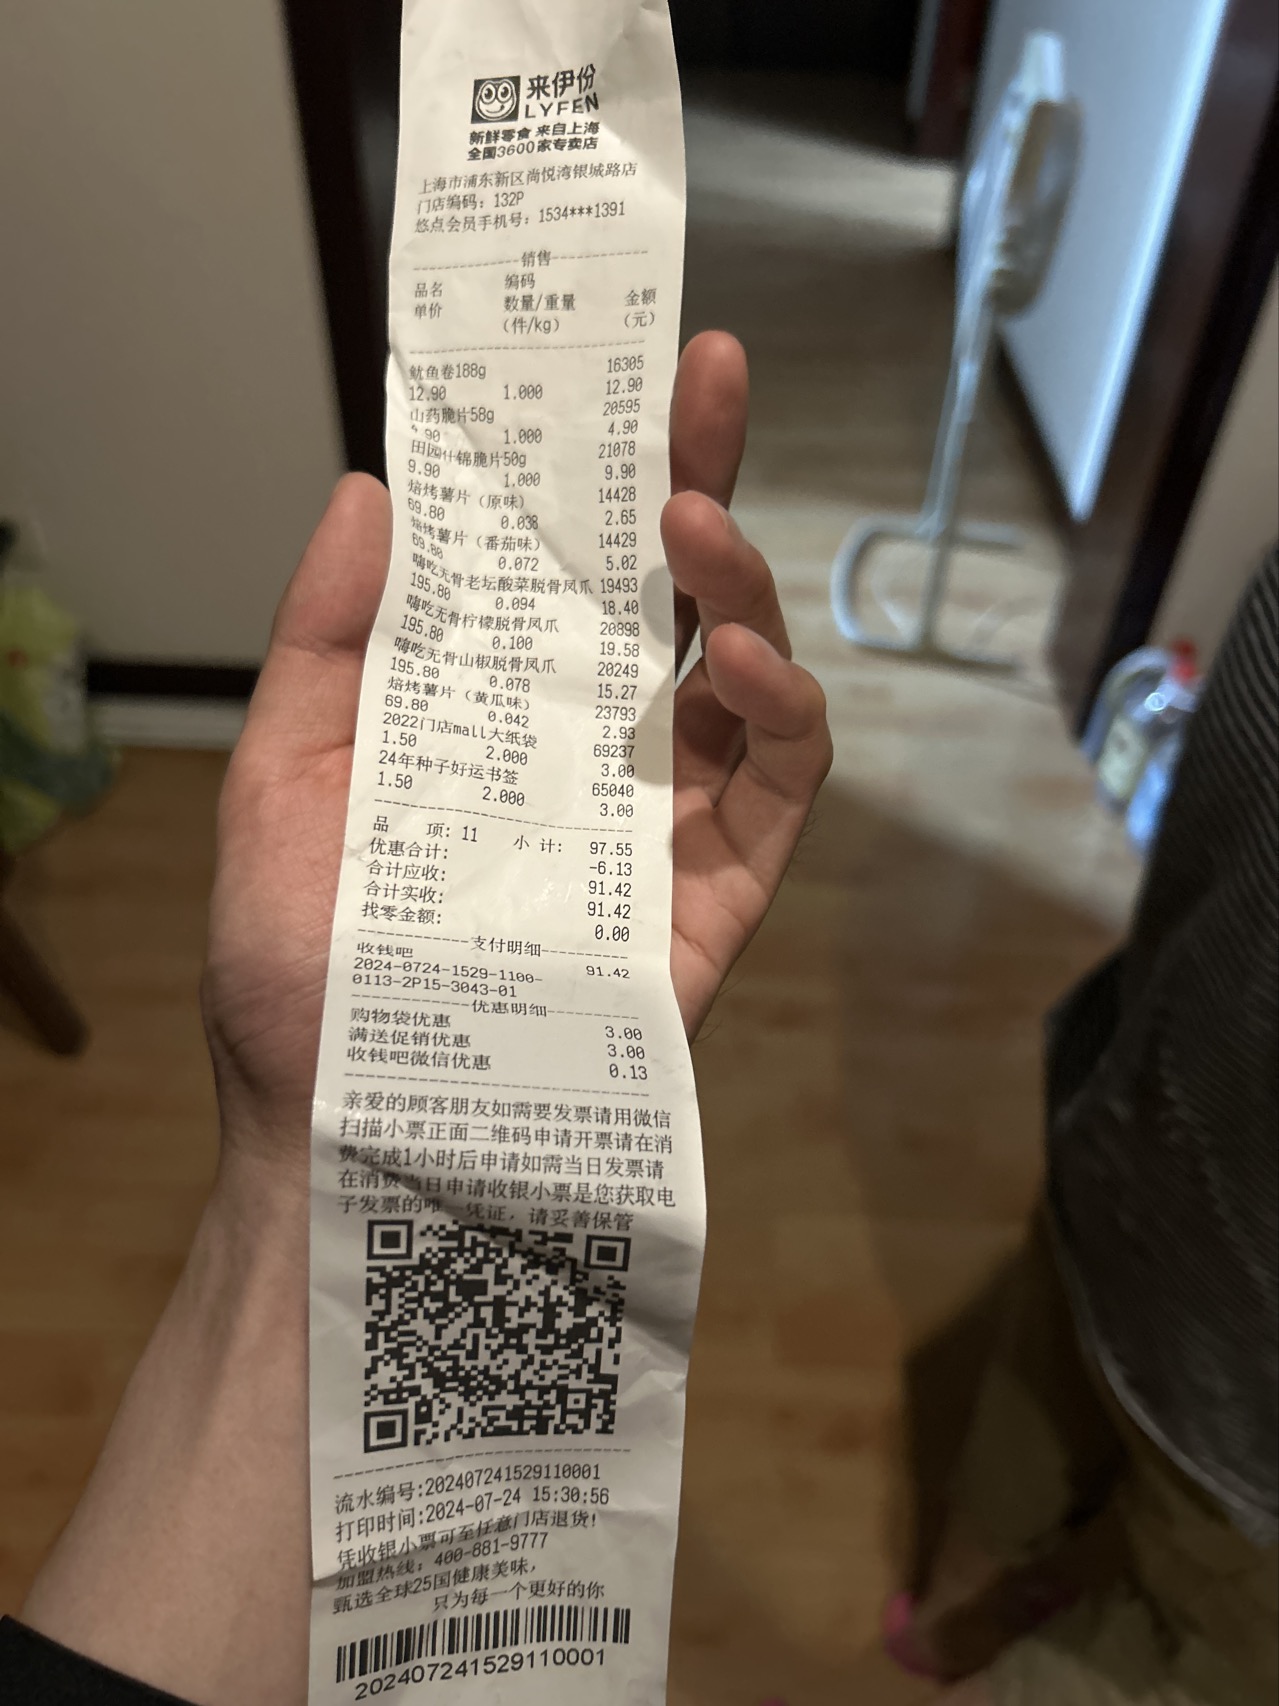 来伊份
LYFEN
新鲜零食 来自上海
全国3600家专卖店
上海市浦东新区尚悦湾银城路店
门店编码: 132P
悠点会员手机号: 1534***1391
--------------销售--------------
品名 编码
单价 数量/重量 金额
(件/kg) (元)
鱿鱼卷188g 16305
12.90 1.000 12.90
山药脆片58g 20595
4.90 1.000 4.90
田园什锦脆片50g 21078
9.90 1.000 9.90
焙烤薯片（原味） 14428
69.80 0.038 2.65
焙烤薯片（番茄味） 14429
69.80 0.072 5.02
嗨吃无骨老坛酸菜脱骨凤爪 19493
195.80 0.094 18.40
嗨吃无骨柠檬脱骨凤爪 20898
195.80 0.100 19.58
嗨吃无骨山椒脱骨凤爪 20249
195.80 0.078 15.27
焙烤薯片（黄瓜味） 23793
69.80 0.042 2.93
2022门店mall大纸袋 69237
1.50 2.000 3.00
24年种子好运书签 65040
1.50 2.000 3.00
品 项: 11 小 计: 97.55
优惠合计: -6.13
合计应收: 91.42
合计实收: 91.42
找零金额: 0.00
------------支付明细------------
收钱吧 91.42
2024-0724-1529-1100-
0113-2P15-3043-01
------------优惠明细------------
购物袋优惠 3.00
满送促销优惠 3.00
收钱吧微信优惠 0.13
亲爱的顾客朋友如需要发票请用微信
扫描小票正面二维码申请开票请在消
费完成1小时后申请如需当日发票请
在消费当日申请收银小票是您获取电
子发票的唯一凭证，请妥善保管
流水编号:202407241529110001
打印时间:2024-07-24 15:30:56
凭收银小票可至任意门店退货!
加盟热线: 400-881-9777
甄选全球25国健康美味,
只为每一个更好的你
202407241529110001